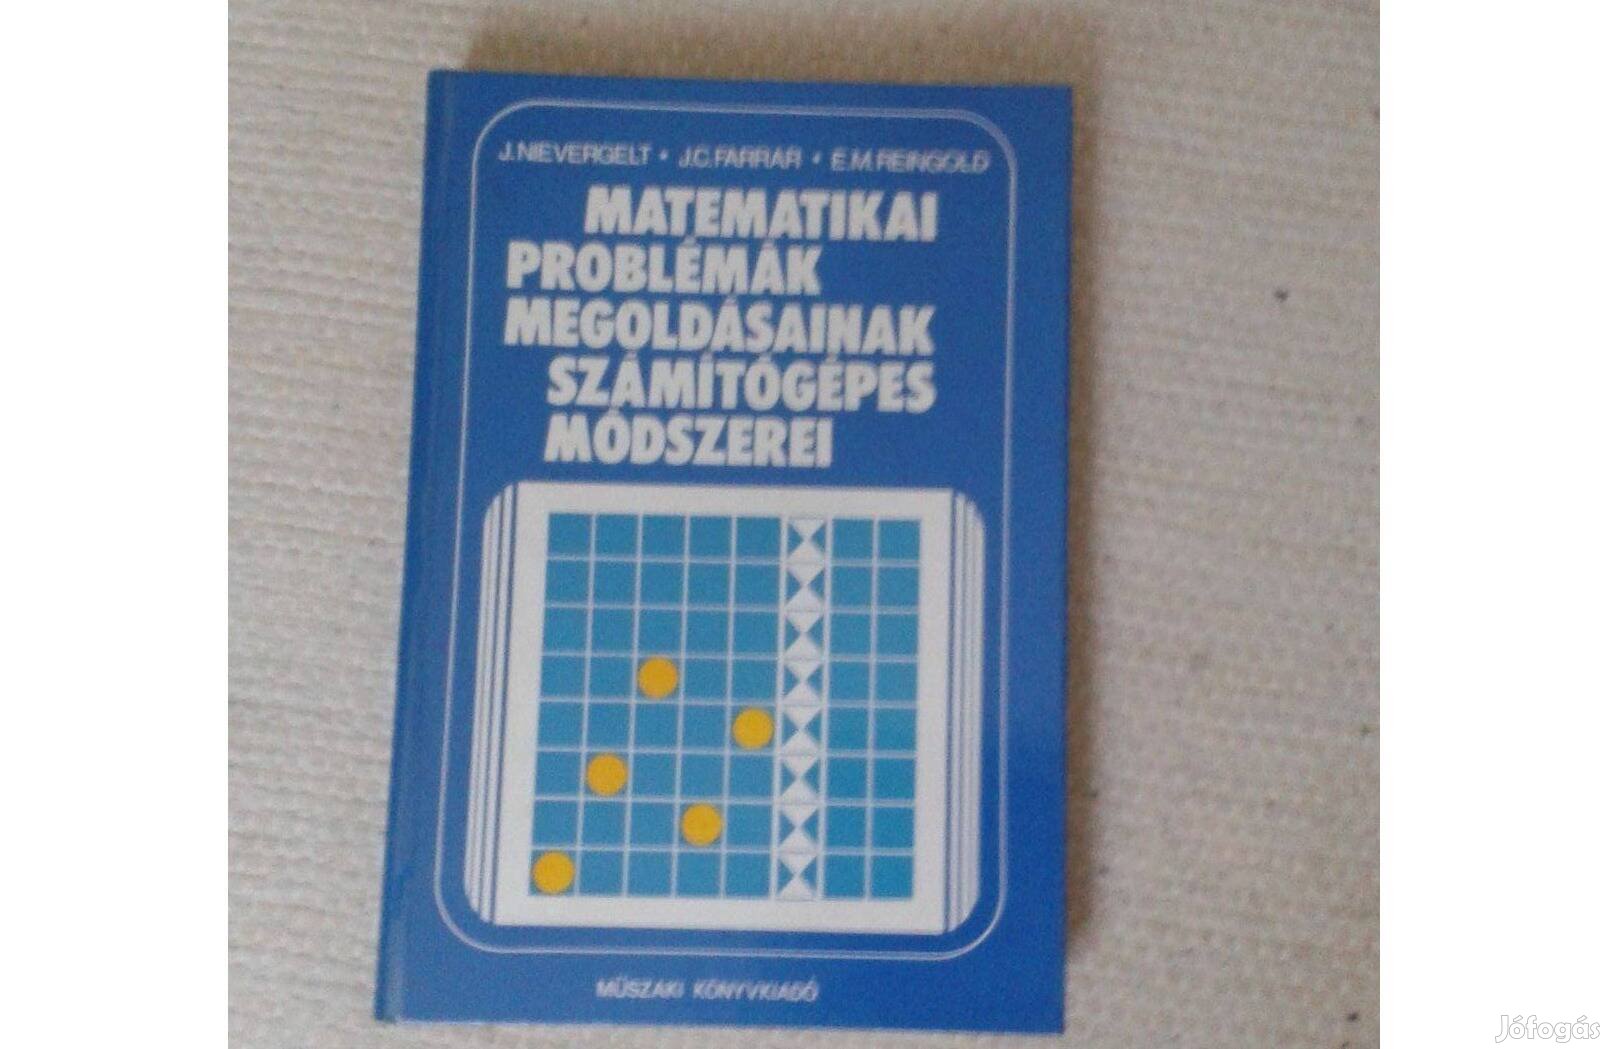 J. NIEVERGELT • J.C. FARRAR • E.M. REINGOLD
MATEMATIKAI
PROBLÉMÁK
MEGOLDÁSAINAK
SZÁMÍTÓGÉPES
MÓDSZEREI
MŰSZAKI KÖNYVKIADÓ
Jófogás